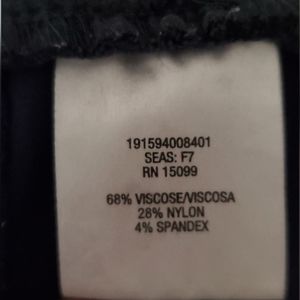 191594008401
SEAS: F7
RN 15099
68% VISCOSE/VISCOSA
28% NYLON
4% SPANDEX